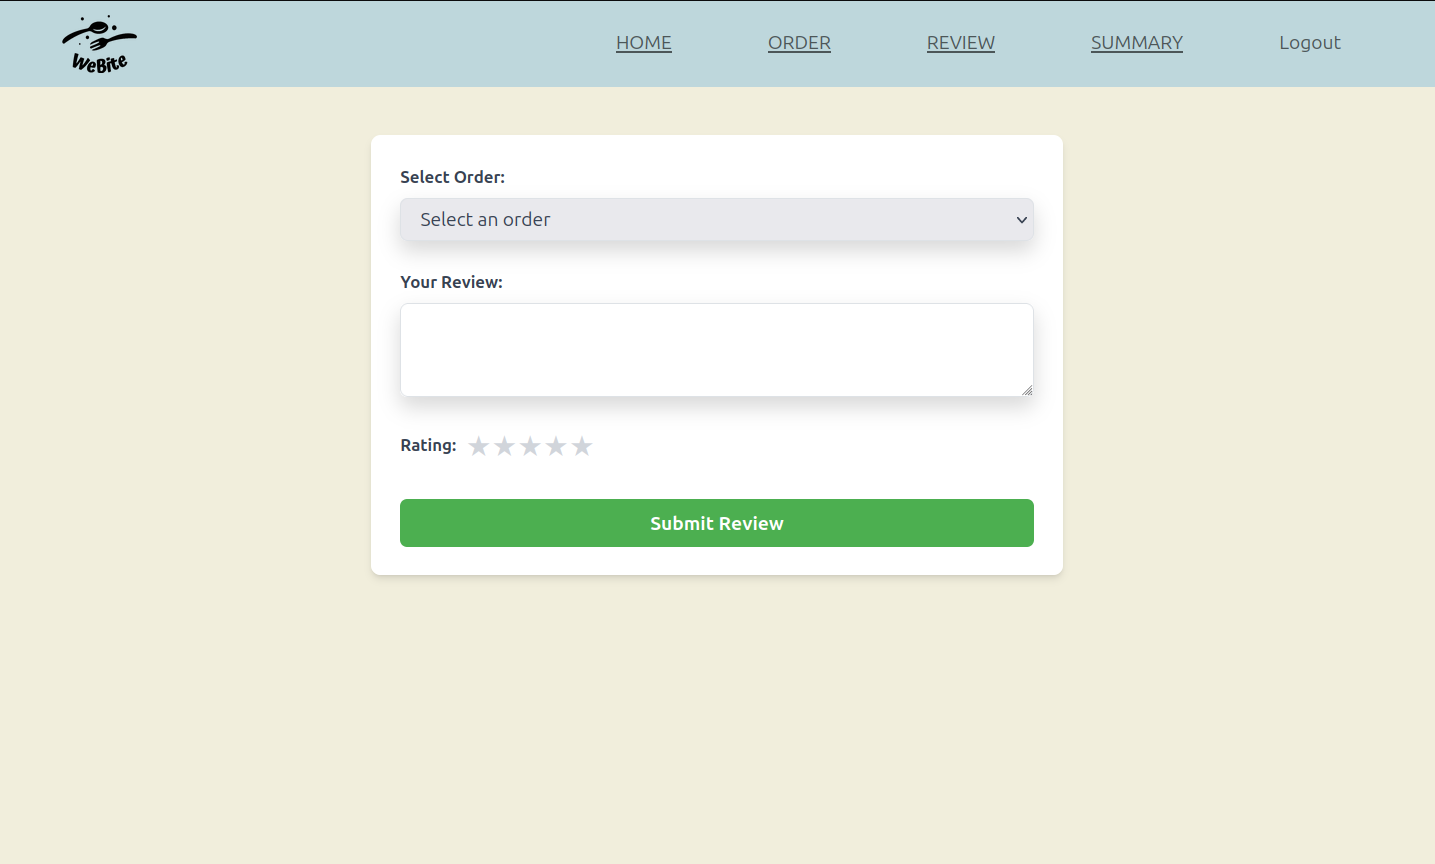 WeBite
HOME ORDER REVIEW SUMMARY Logout
Select Order:
Select an order
Your Review:
Rating: ★★★★★
Submit Review